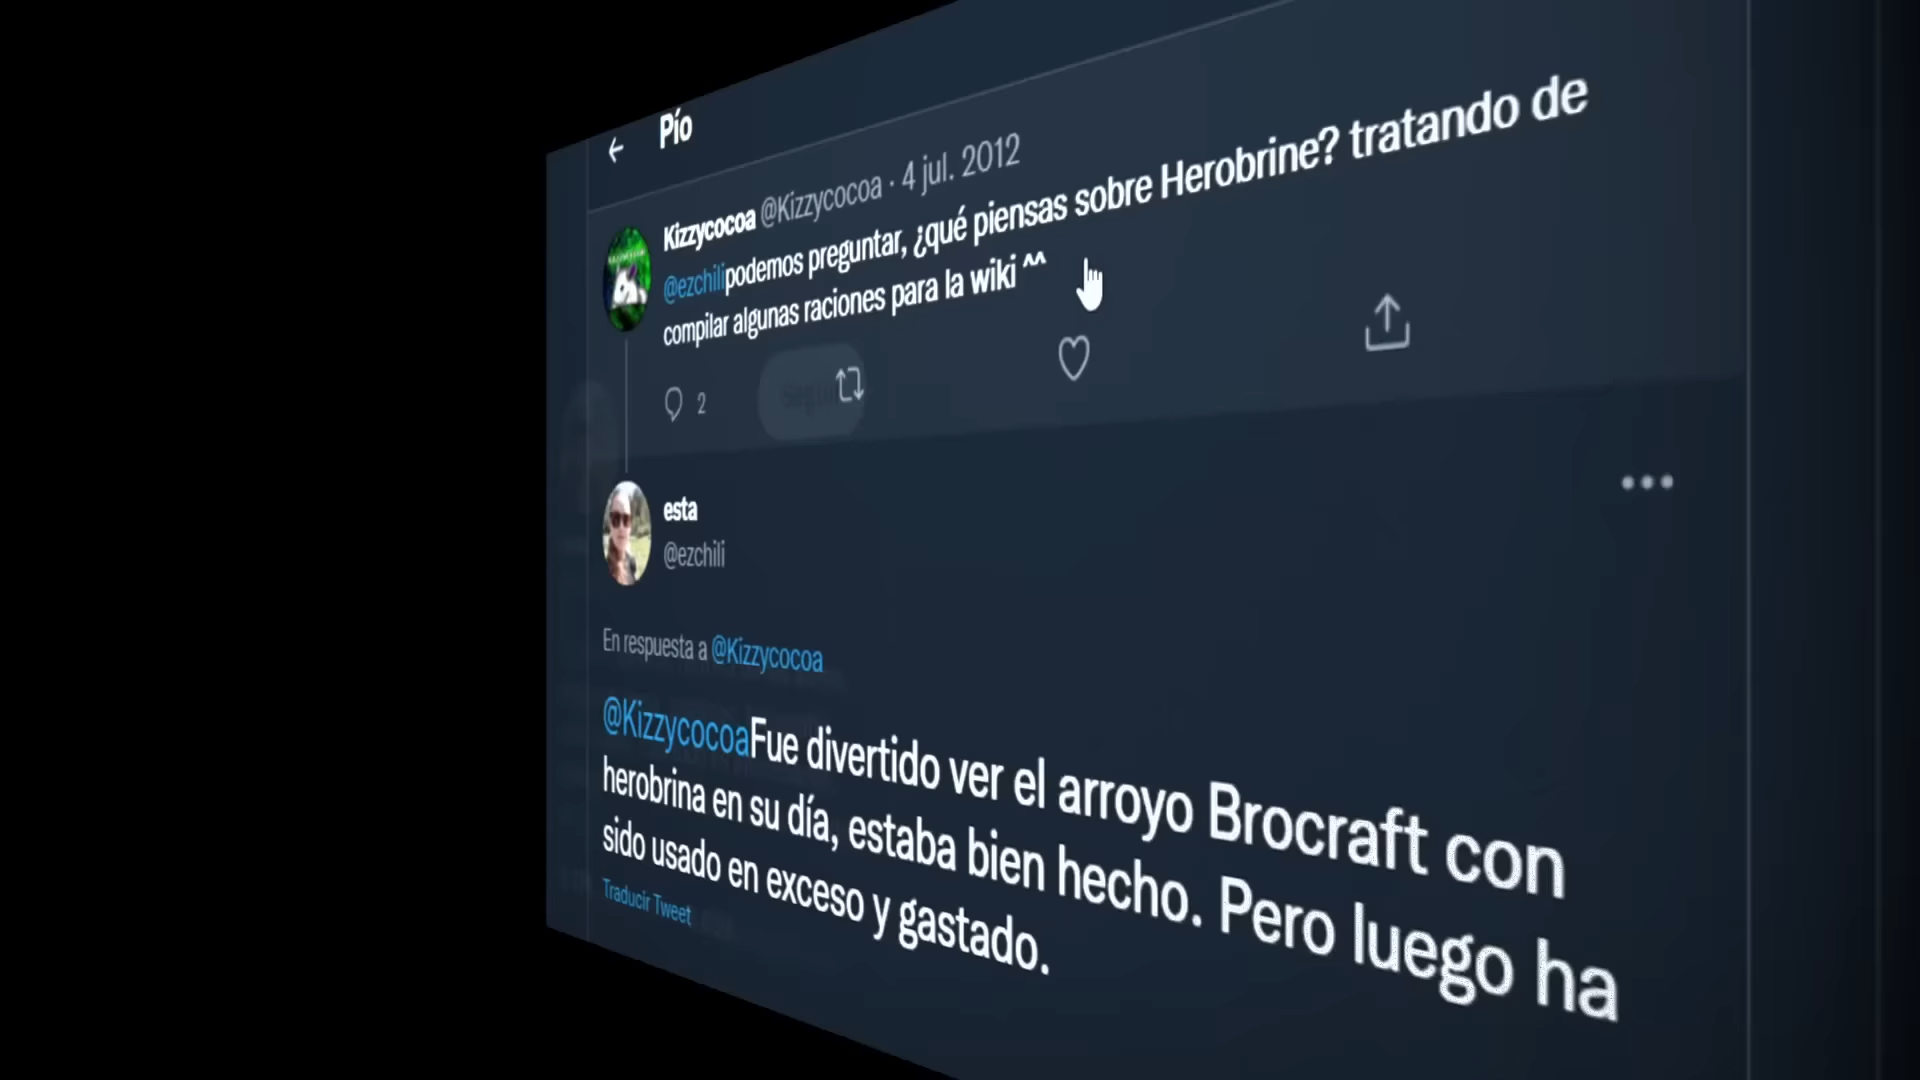 Pío
Kizzycocoa @Kizzycocoa · 4 jul. 2012
@ezchilipodemos preguntar, ¿qué piensas sobre Herobrine? tratando de
compilar algunas raciones para la wiki ^^
2
esta
@ezchili
En respuesta a @Kizzycocoa
@KizzycocoaFue divertido ver el arroyo Brocraft con
herobrina en su día, estaba bien hecho. Pero luego ha
sido usado en exceso y gastado.
Traducir Tweet